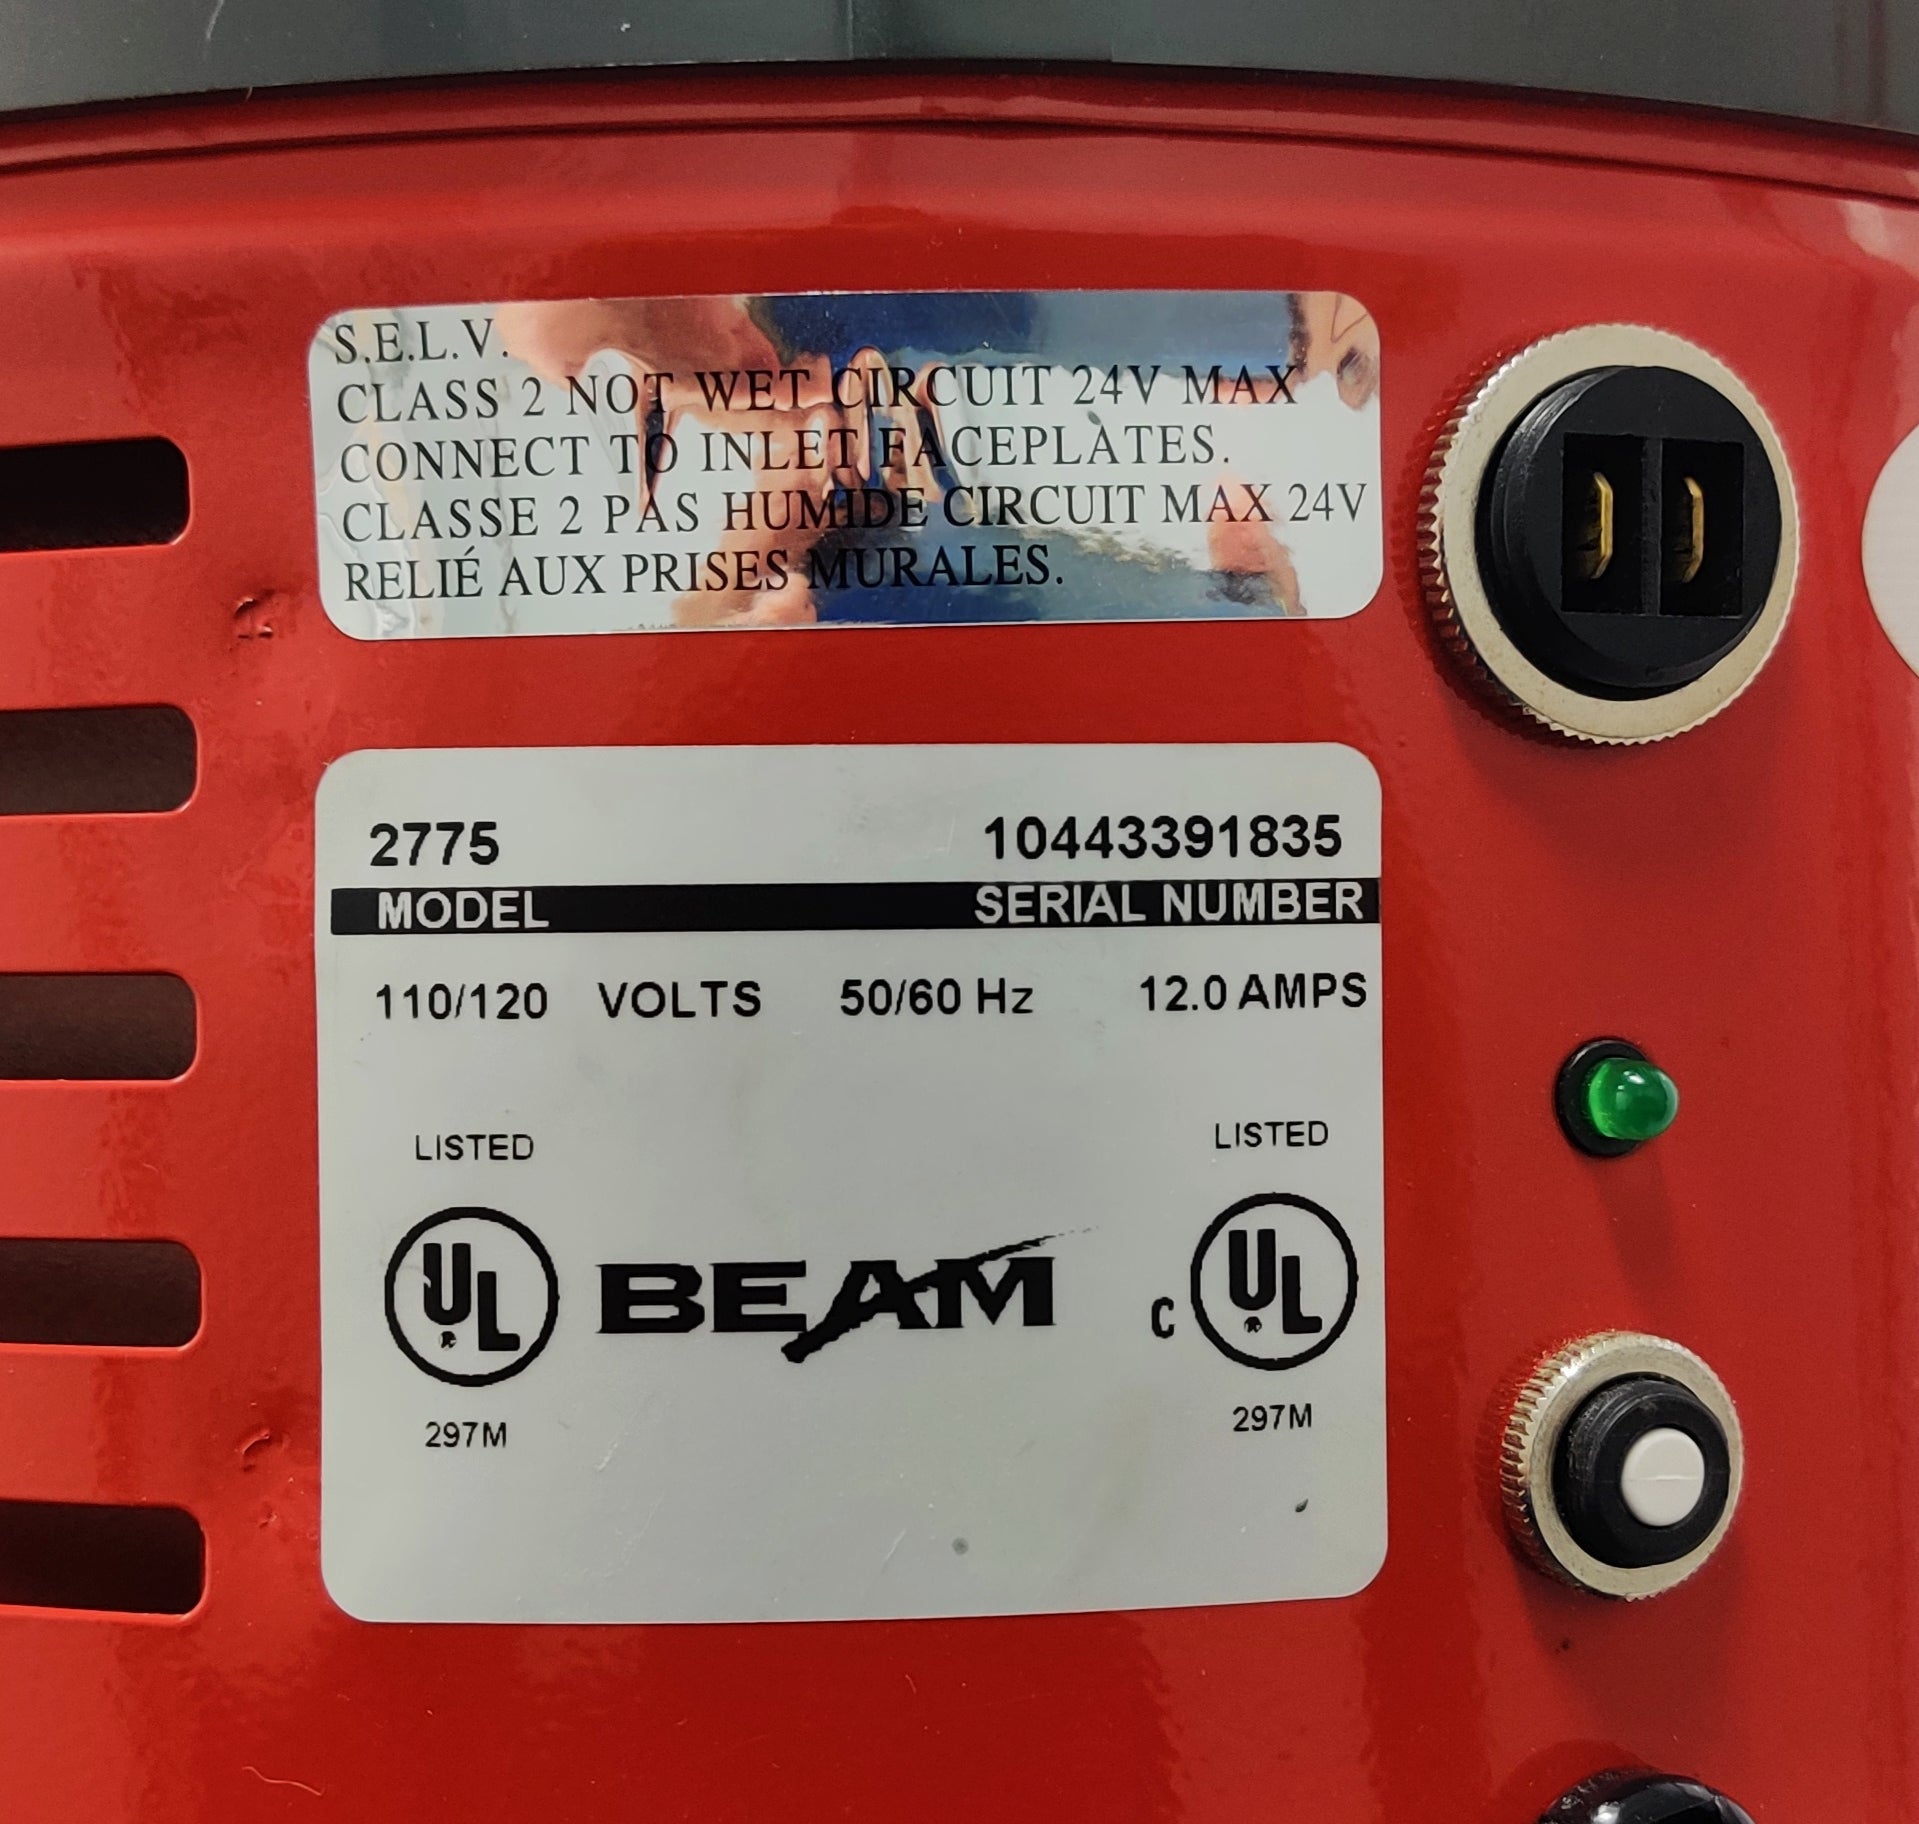 S.E.L.V.
CLASS 2 NOT WET CIRCUIT 24V MAX
CONNECT TO INLET FACEPLATES.
CLASSE 2 PAS HUMIDE CIRCUIT MAX 24V
RELIÉ AUX PRISES MURALES.
2775 10443391835
MODEL SERIAL NUMBER
110/120 VOLTS 50/60 Hz 12.0 AMPS
LISTED LISTED
UL® BEAM c UL®
297M 297M